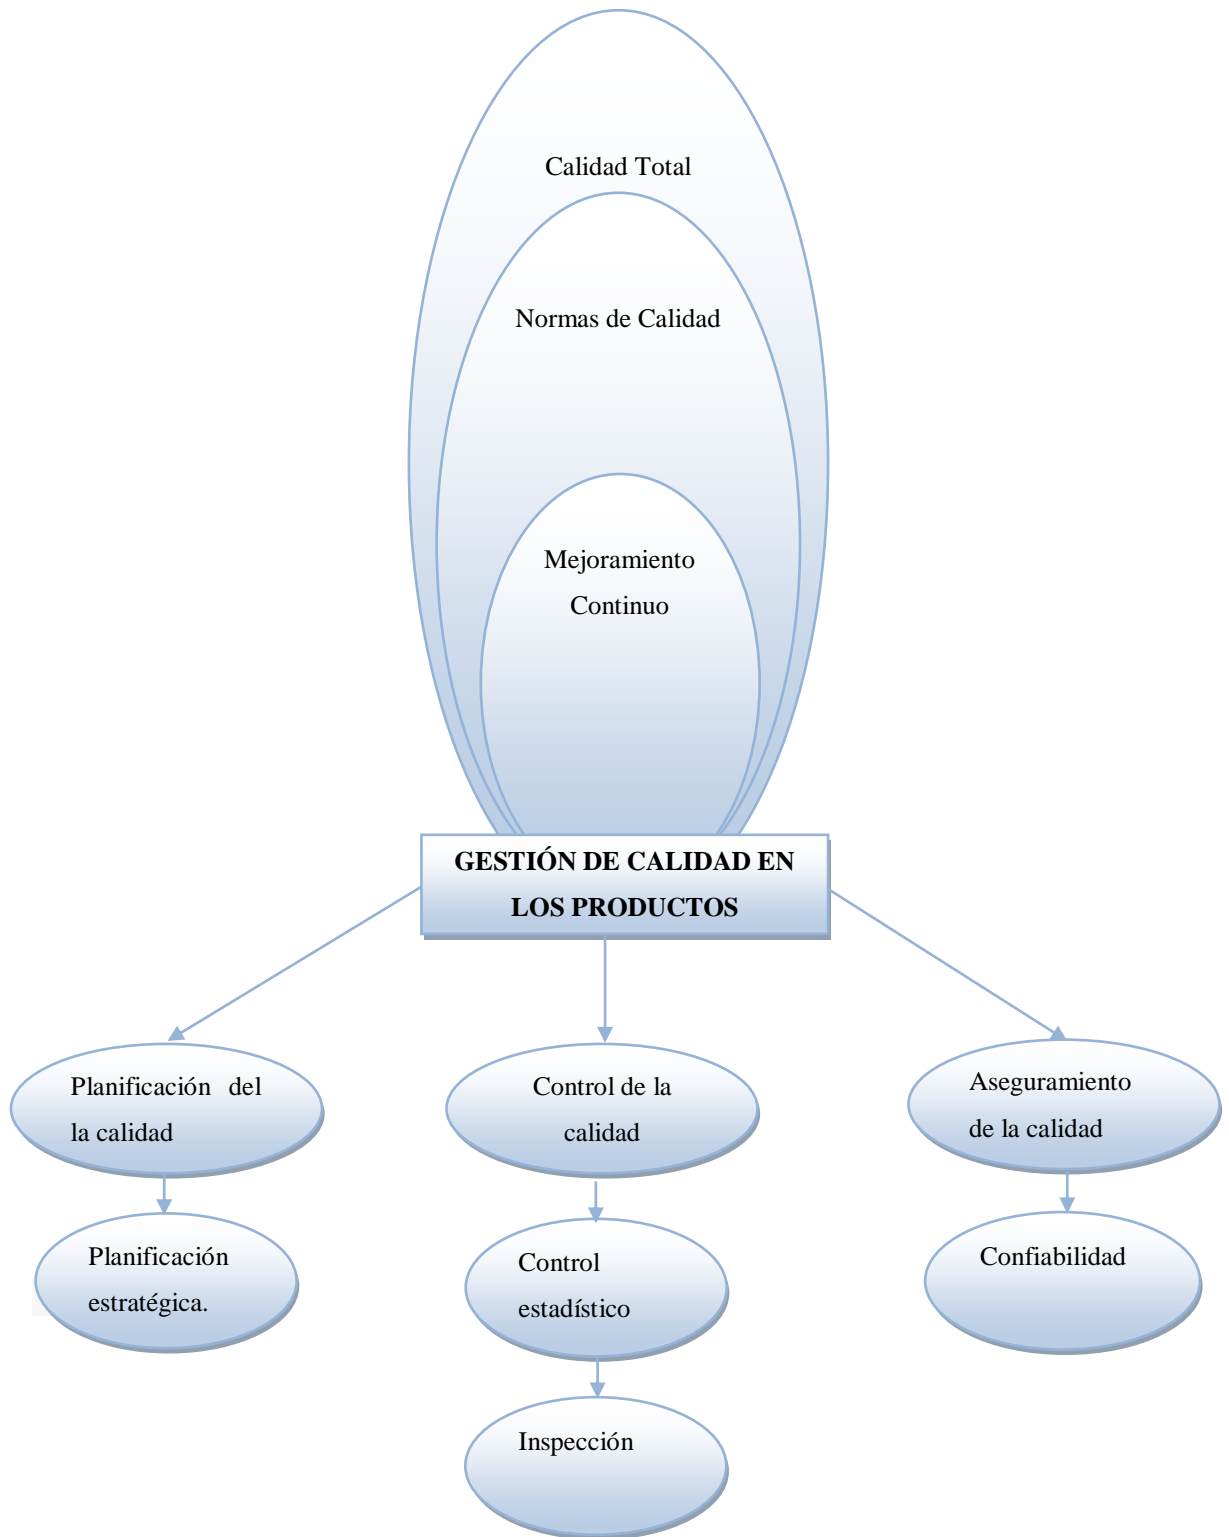 Calidad Total
Normas de Calidad
Mejoramiento
Continuo
GESTIÓN DE CALIDAD EN
LOS PRODUCTOS
Planificación del
la calidad
Control de la
calidad
Aseguramiento
de la calidad
Planificación
estratégica.
Control
estadístico
Confiabilidad
Inspección